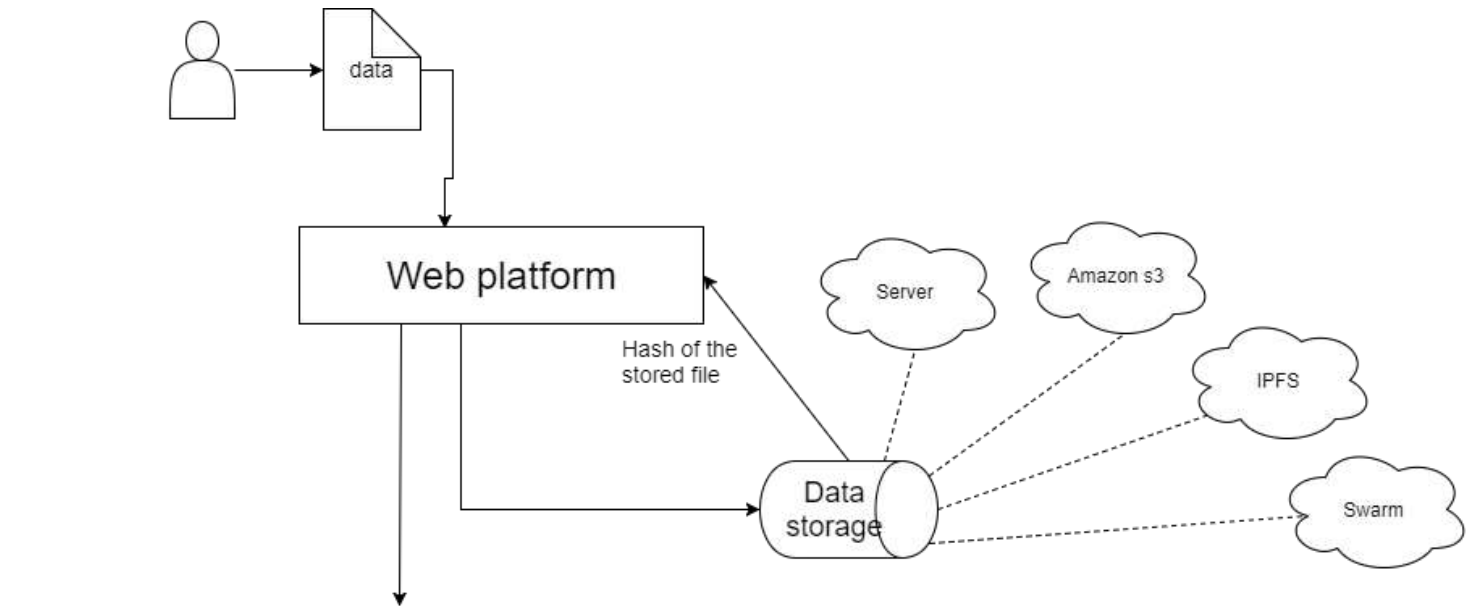 data
Web platform
Hash of the
stored file
Server
Amazon s3
IPFS
Swarm
Data
storage